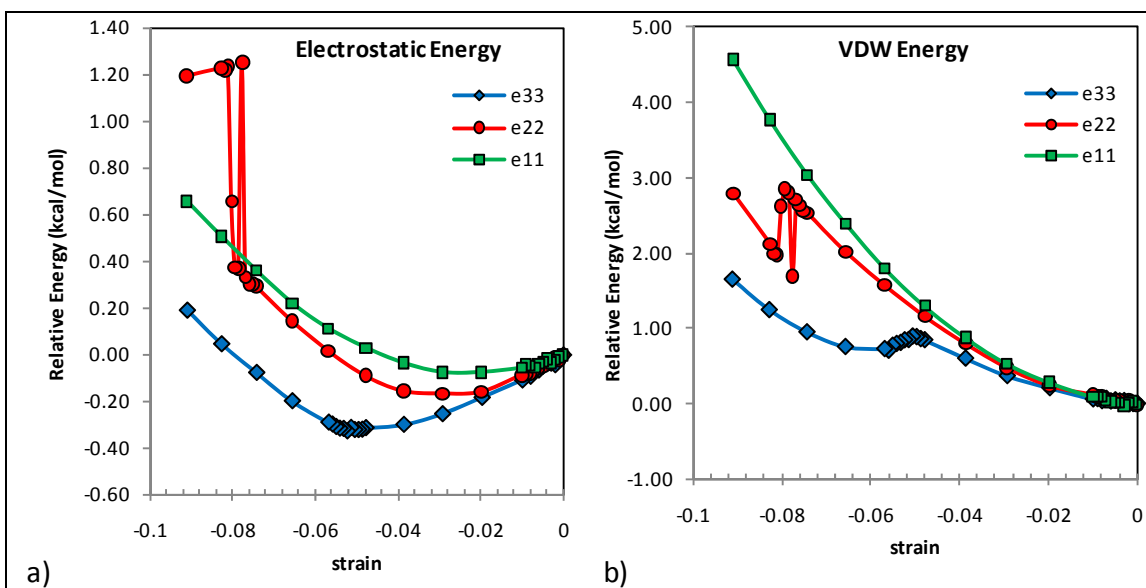 Electrostatic Energy
1.40
1.20
1.00
0.80
0.60
0.40
0.20
0.00
-0.20
-0.40
-0.60
Relative Energy (kcal/mol)
e33
e22
e11
-0.1
-0.08
-0.06
-0.04
-0.02
0
strain
a)
VDW Energy
5.00
4.00
3.00
2.00
1.00
0.00
-1.00
Relative Energy (kcal/mol)
e33
e22
e11
-0.1
-0.08
-0.06
-0.04
-0.02
0
strain
b)